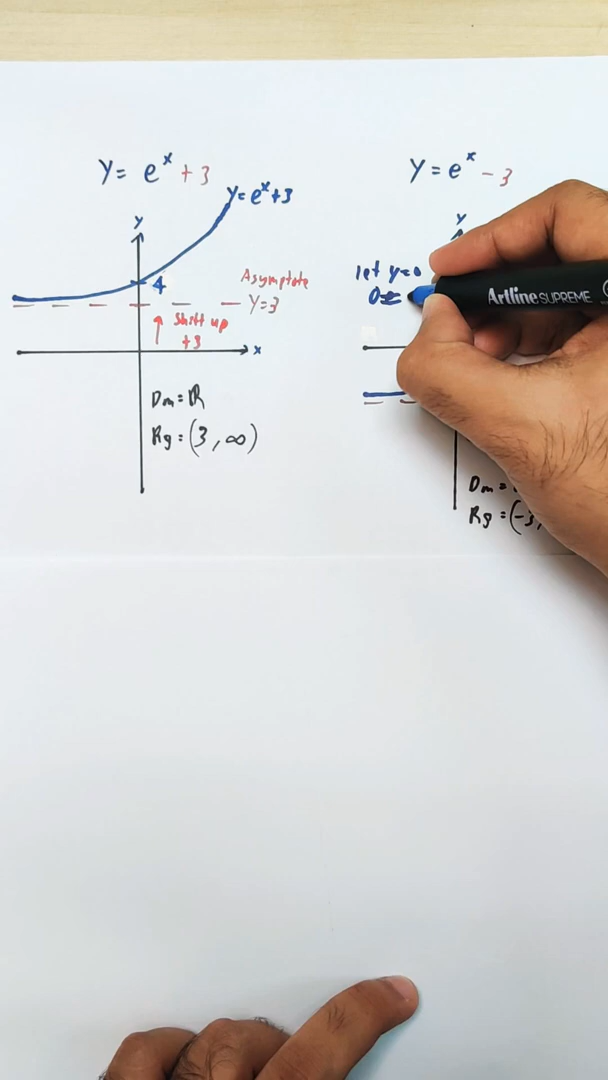 Y = e^x + 3
Y = e^x + 3
y
4
Asymptote
Y = 3
Shift up
+3
x
Dm = ℝ
Rg = (3, ∞)
Y = e^x - 3
y
let y = 0
0 =
Artline SUPREME
Dm =
Rg = (-3,